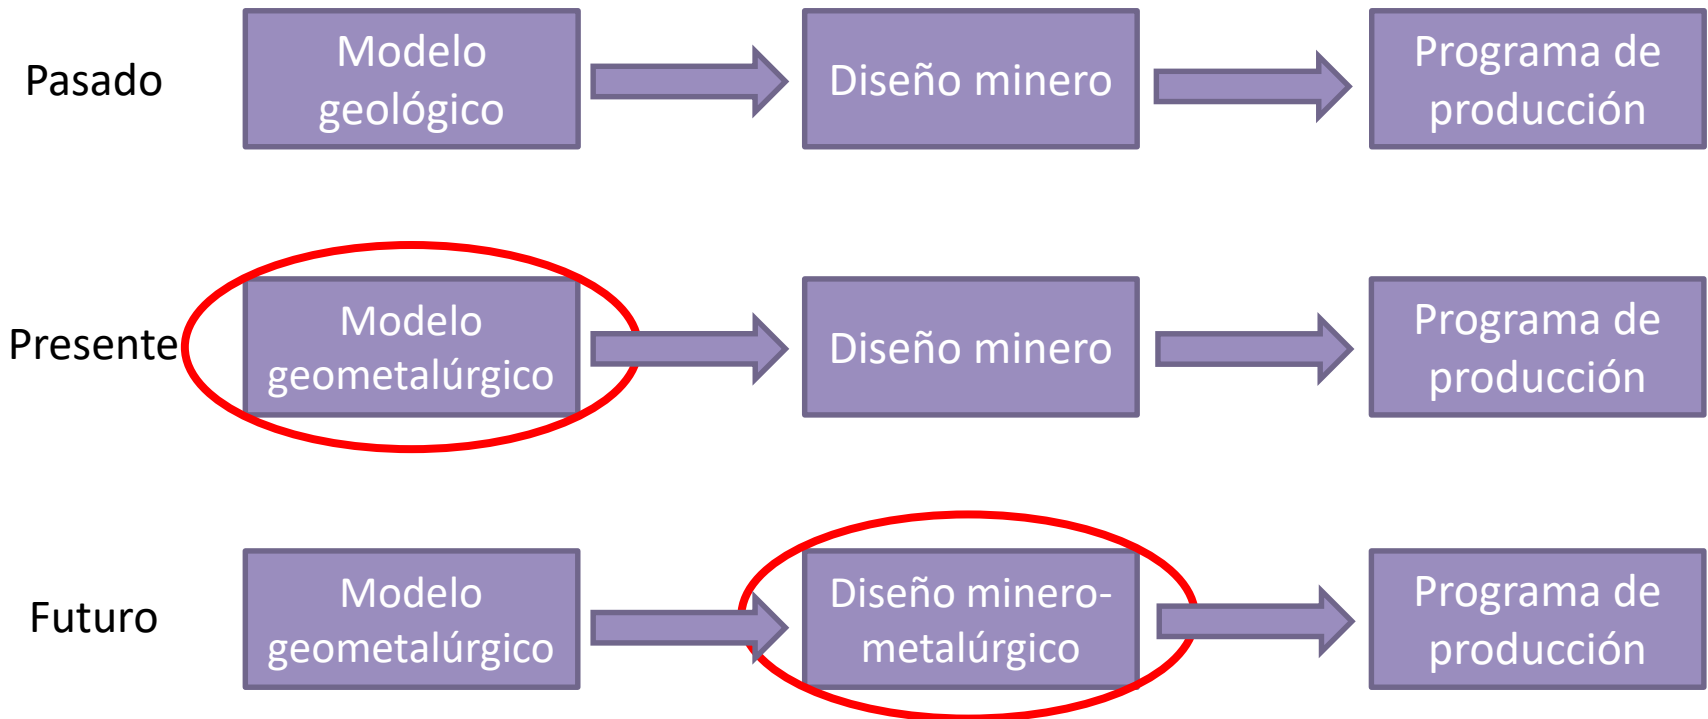 Pasado
Modelo
geológico
Diseño minero
Programa de
producción
Presente
Modelo
geometalúrgico
Diseño minero
Programa de
producción
Futuro
Modelo
geometalúrgico
Diseño minero-
metalúrgico
Programa de
producción